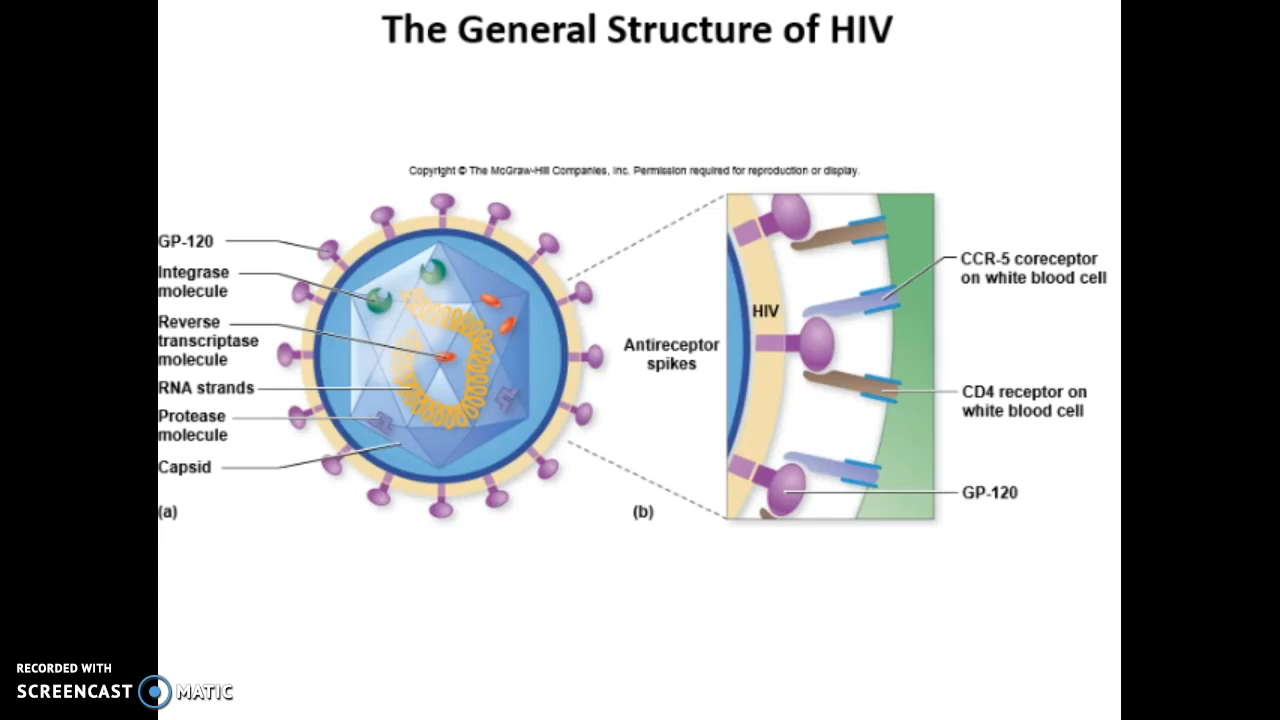 The General Structure of HIV
Copyright © The McGraw-Hill Companies, Inc. Permission required for reproduction or display.
GP-120
Integrase
molecule
Reverse
transcriptase
molecule
RNA strands
Protease
molecule
Capsid
(a)
Antireceptor
spikes
(b)
HIV
CCR-5 coreceptor
on white blood cell
CD4 receptor on
white blood cell
GP-120
RECORDED WITH
SCREENCAST MATIC